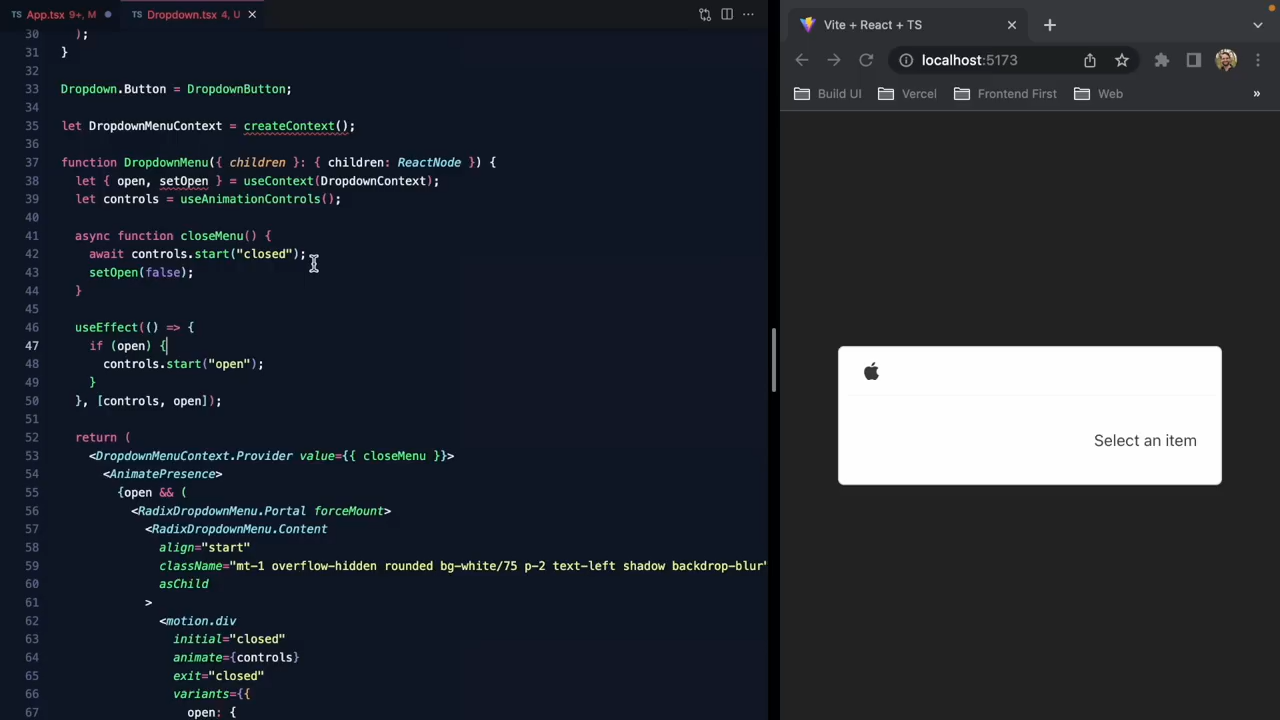 TS App.tsx 9+, M
TS Dropdown.tsx 4, U
30 );
31 }
32
33 Dropdown.Button = DropdownButton;
34
35 let DropdownMenuContext = createContext();
36
37 function DropdownMenu({ children }: { children: ReactNode }) {
38 let { open, setOpen } = useContext(DropdownContext);
39 let controls = useAnimationControls();
40
41 async function closeMenu() {
42 await controls.start("closed");
43 setOpen(false);
44 }
45
46 useEffect(() => {
47 if (open) {
48 controls.start("open");
49 }
50 }, [controls, open]);
51
52 return (
53 <DropdownMenuContext.Provider value={{ closeMenu }}>
54 <AnimatePresence>
55 {open && (
56 <RadixDropdownMenu.Portal forceMount>
57 <RadixDropdownMenu.Content
58 align="start"
59 className="mt-1 overflow-hidden rounded bg-white/75 p-2 text-left shadow backdrop-blur"
60 asChild
61 >
62 <motion.div
63 initial="closed"
64 animate={controls}
65 exit="closed"
66 variants={{
67 open: {
Vite + React + TS
localhost:5173
Build UI Vercel Frontend First Web »
Select an item